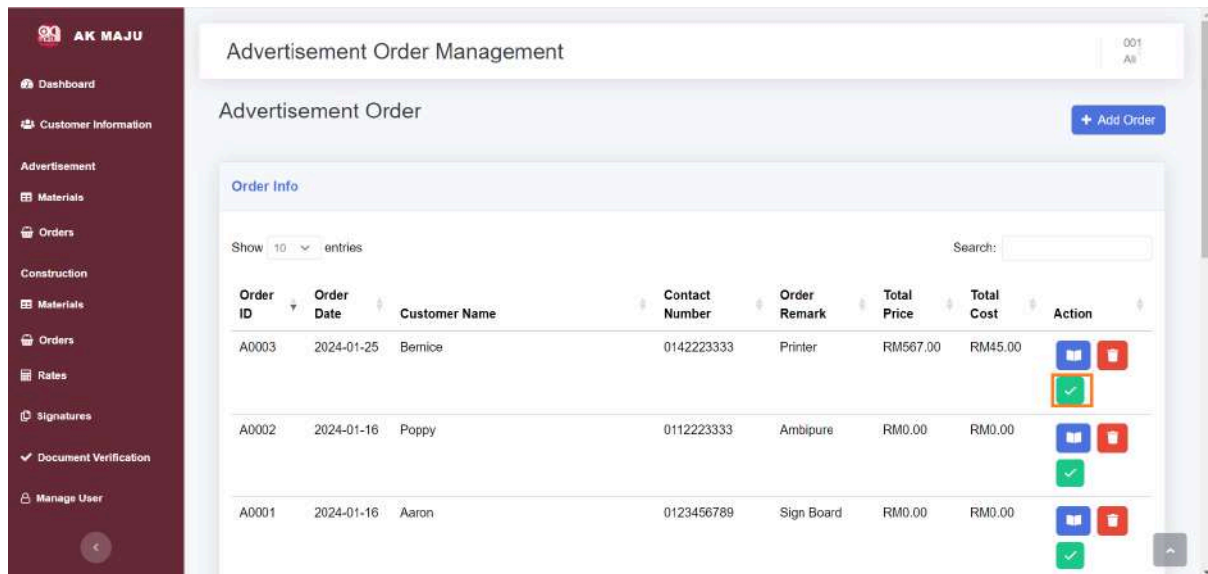 AK MAJU
Dashboard
Customer Information
Advertisement
Materials
Orders
Construction
Materials
Orders
Rates
Signatures
Document Verification
Manage User
Advertisement Order Management
001
Ali
Advertisement Order
+ Add Order
Order Info
Show 10 entries
Search:
Order ID Order Date Customer Name Contact Number Order Remark Total Price Total Cost Action
A0003 2024-01-25 Bernice 0142223333 Printer RM567.00 RM45.00
A0002 2024-01-16 Poppy 0112223333 Ambipure RM0.00 RM0.00
A0001 2024-01-16 Aaron 0123456789 Sign Board RM0.00 RM0.00